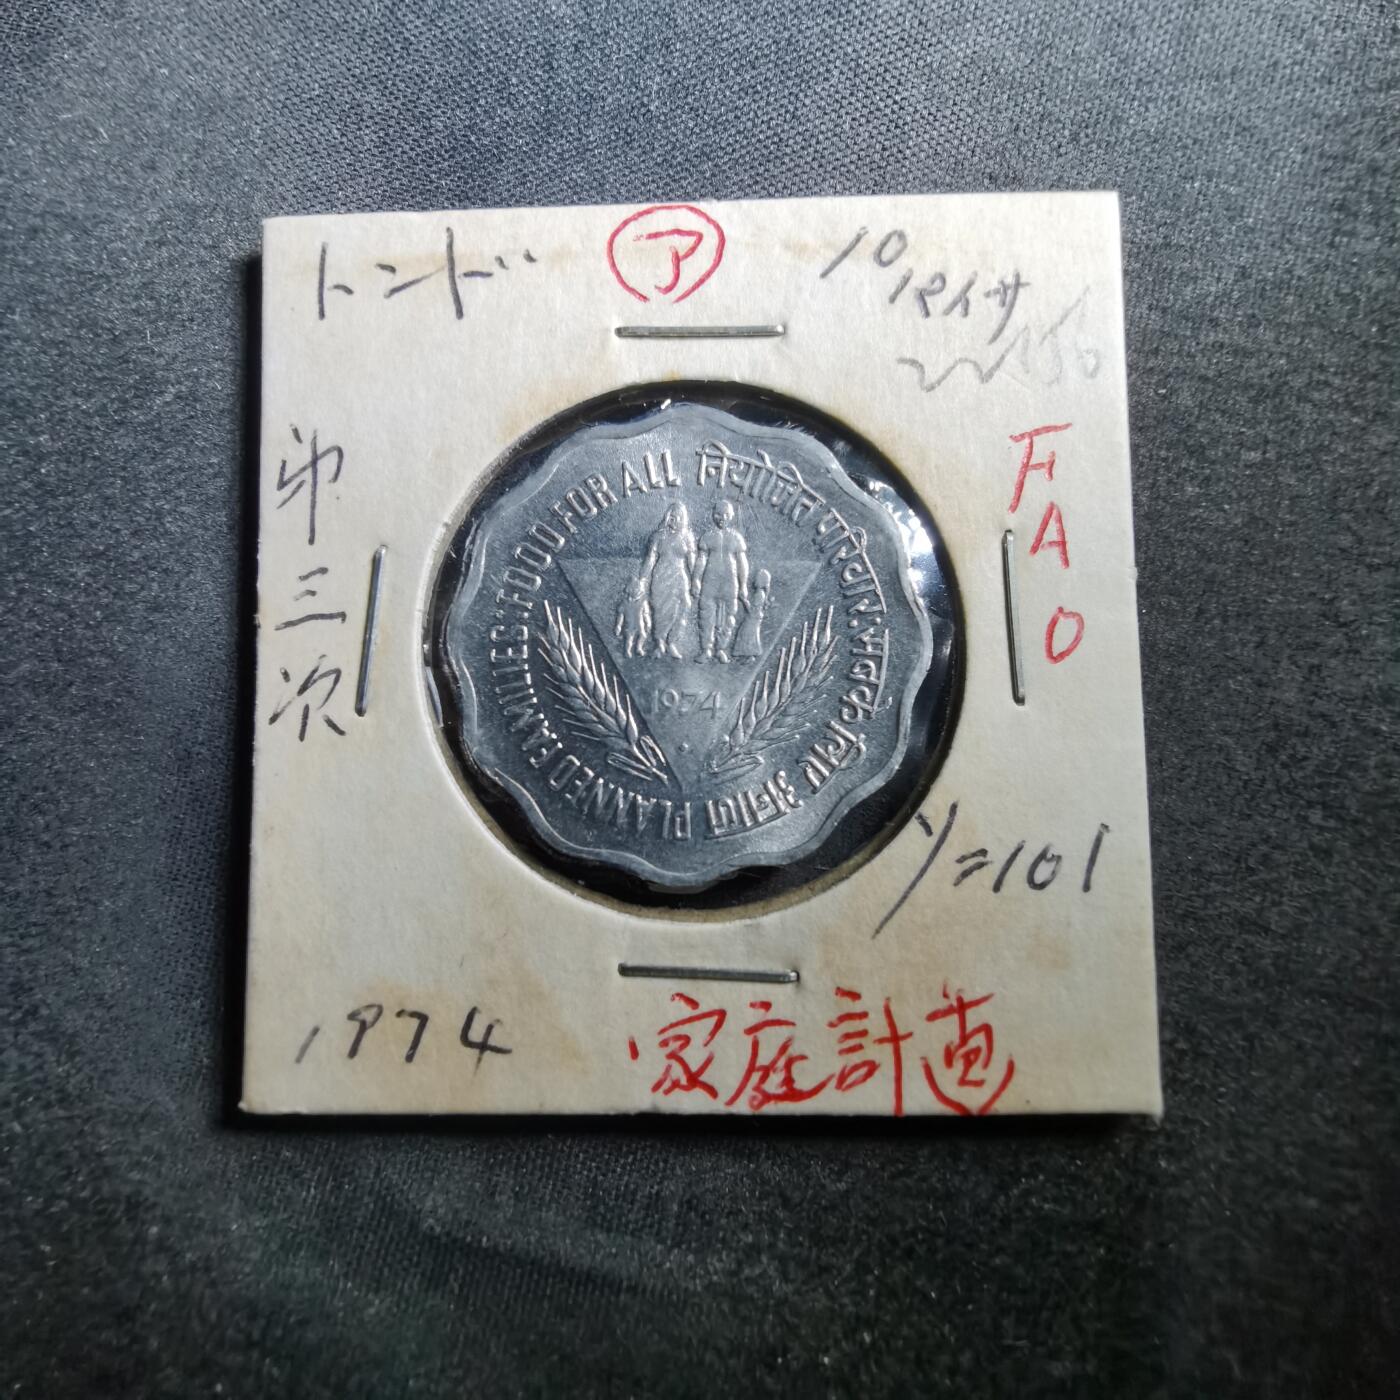 トンド
ア
10パイサ
第三次
FAO
PLANNED FAMILIES: FOOD FOR ALL
नियोजित परिवार: सबके लिए अनाज
1974
y=101
1974
家庭計画